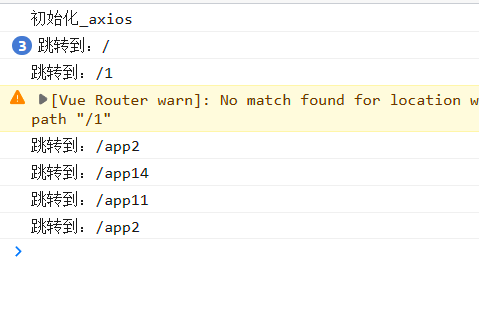 初始化_axios
3 跳转到：/
跳转到：/1
[Vue Router warn]: No match found for location w
path "/1"
跳转到：/app2
跳转到：/app14
跳转到：/app11
跳转到：/app2